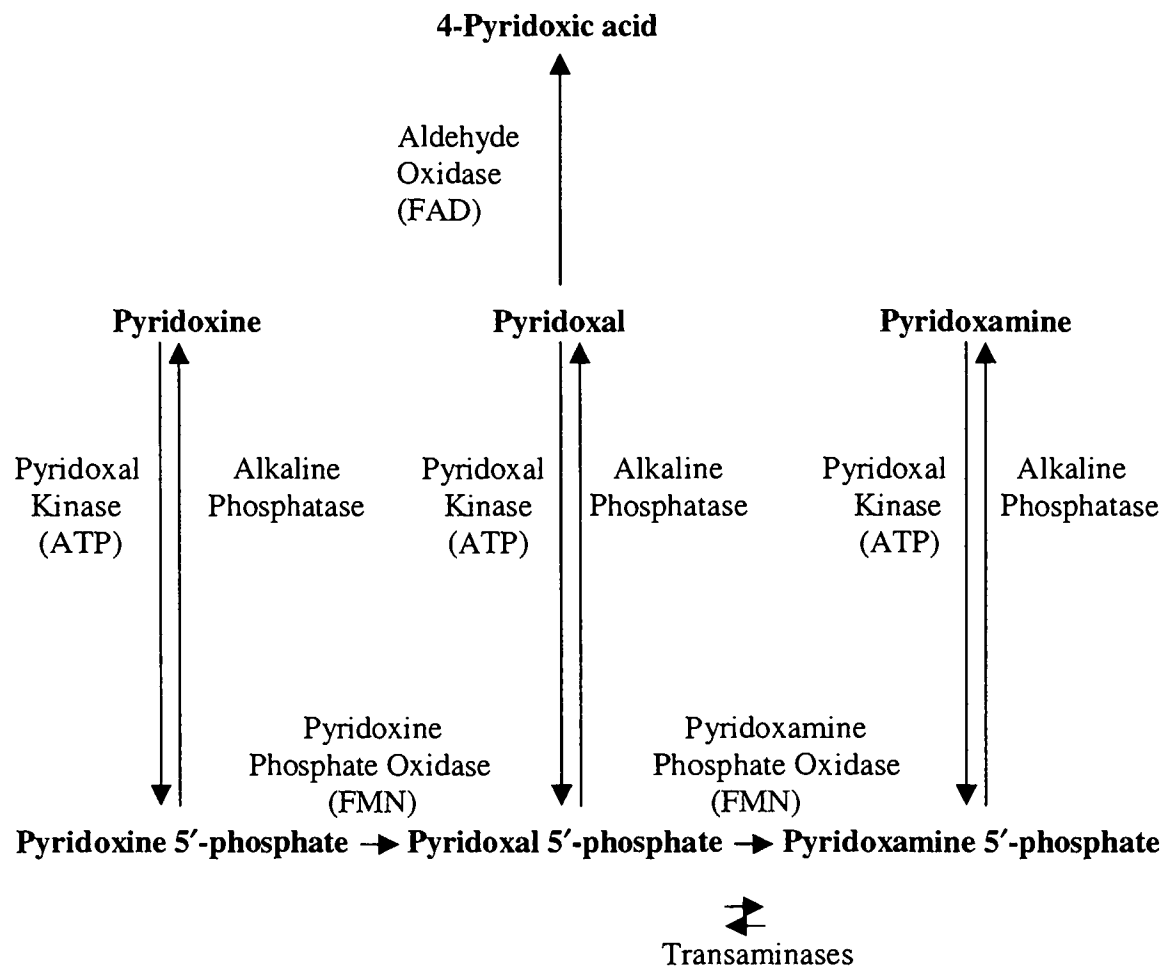 4-Pyridoxic acid
Aldehyde
Oxidase
(FAD)
Pyridoxine
Pyridoxal
Pyridoxamine
Pyridoxal
Kinase
(ATP)
Alkaline
Phosphatase
Pyridoxal
Kinase
(ATP)
Alkaline
Phosphatase
Pyridoxal
Kinase
(ATP)
Alkaline
Phosphatase
Pyridoxine
Phosphate Oxidase
(FMN)
Pyridoxamine
Phosphate Oxidase
(FMN)
Pyridoxine 5′-phosphate → Pyridoxal 5′-phosphate → Pyridoxamine 5′-phosphate
Transaminases